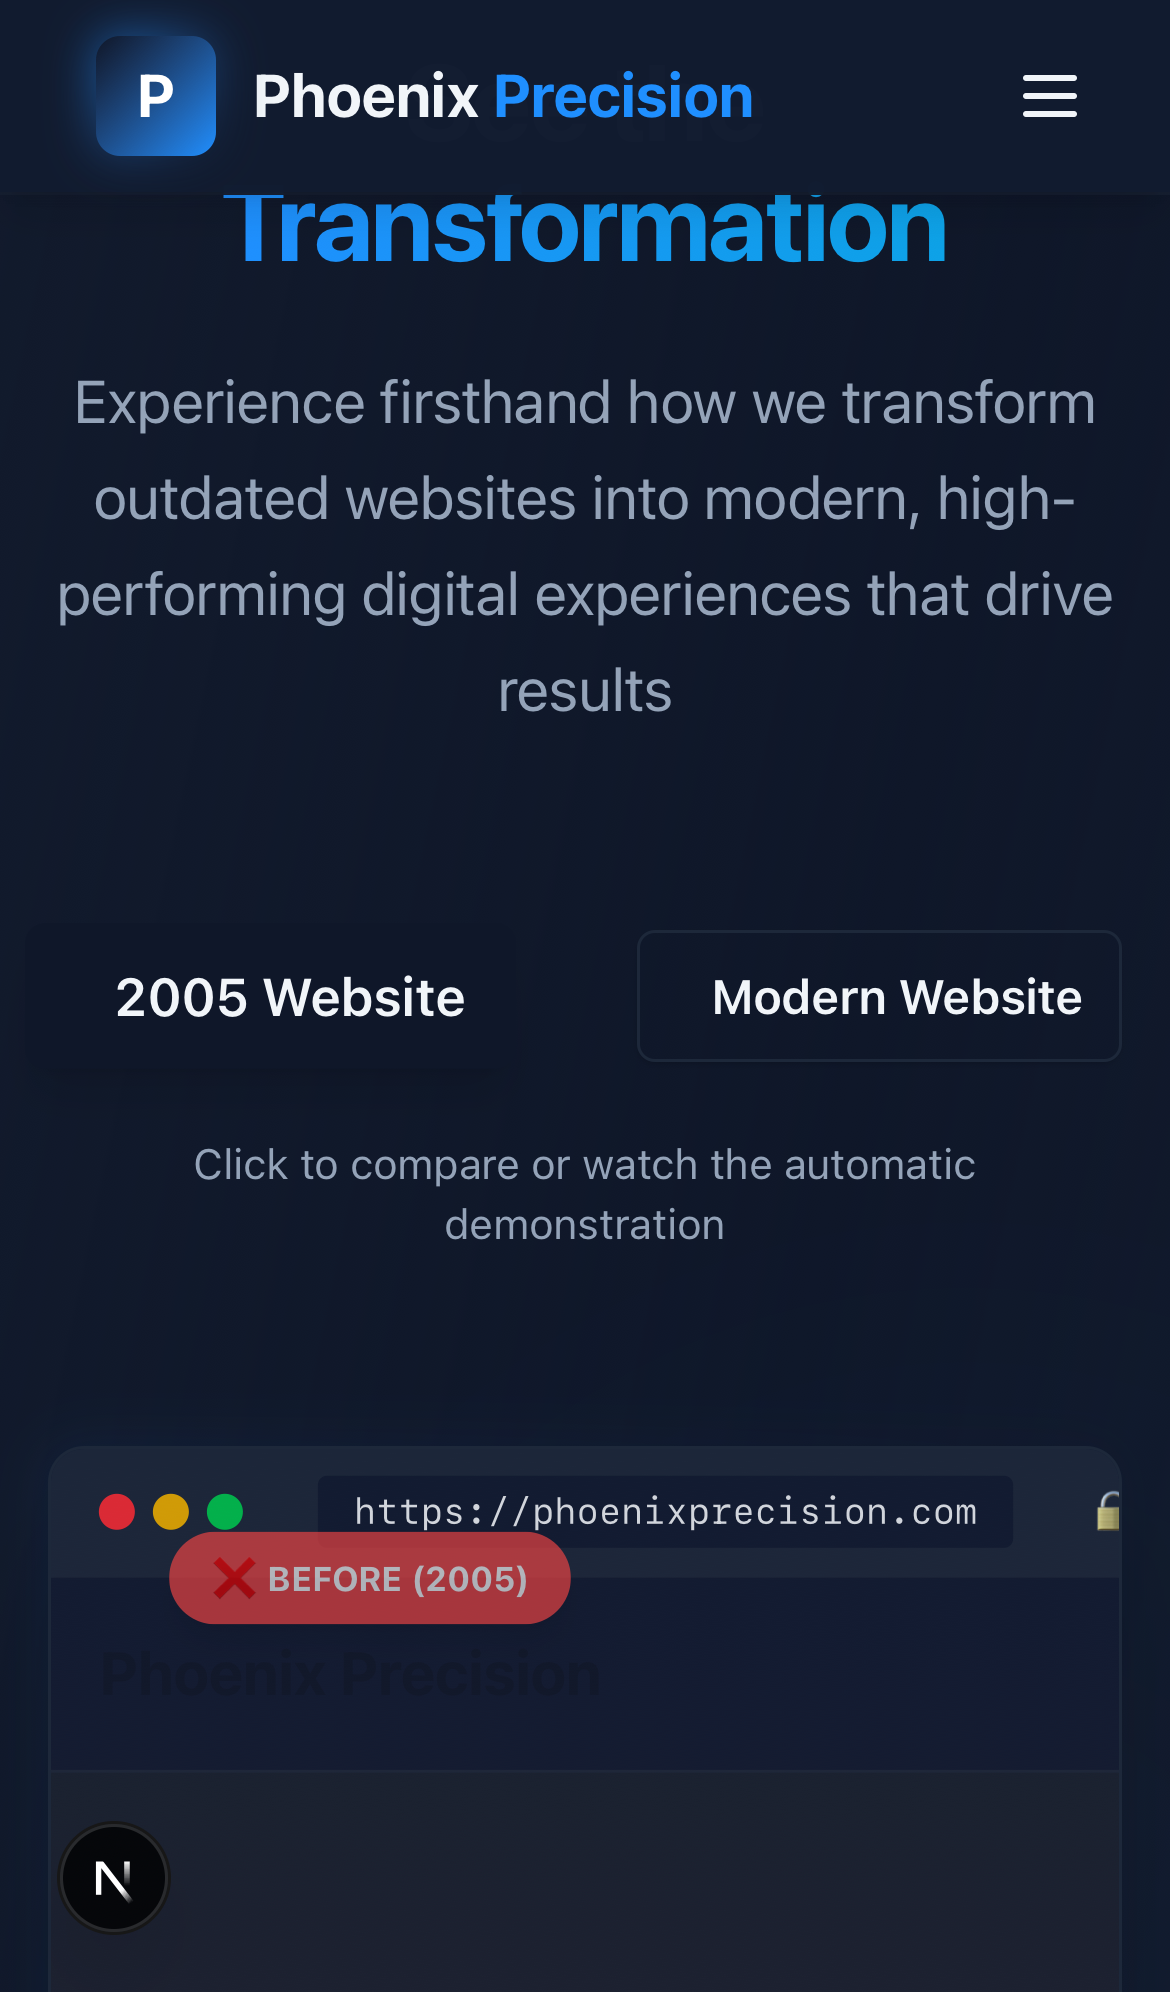 P
Phoenix Precision
Transformation
Experience firsthand how we transform
outdated websites into modern, high-
performing digital experiences that drive
results
2005 Website
Modern Website
Click to compare or watch the automatic
demonstration
https://phoenixprecision.com
❌ BEFORE (2005)
Phoenix Precision
N